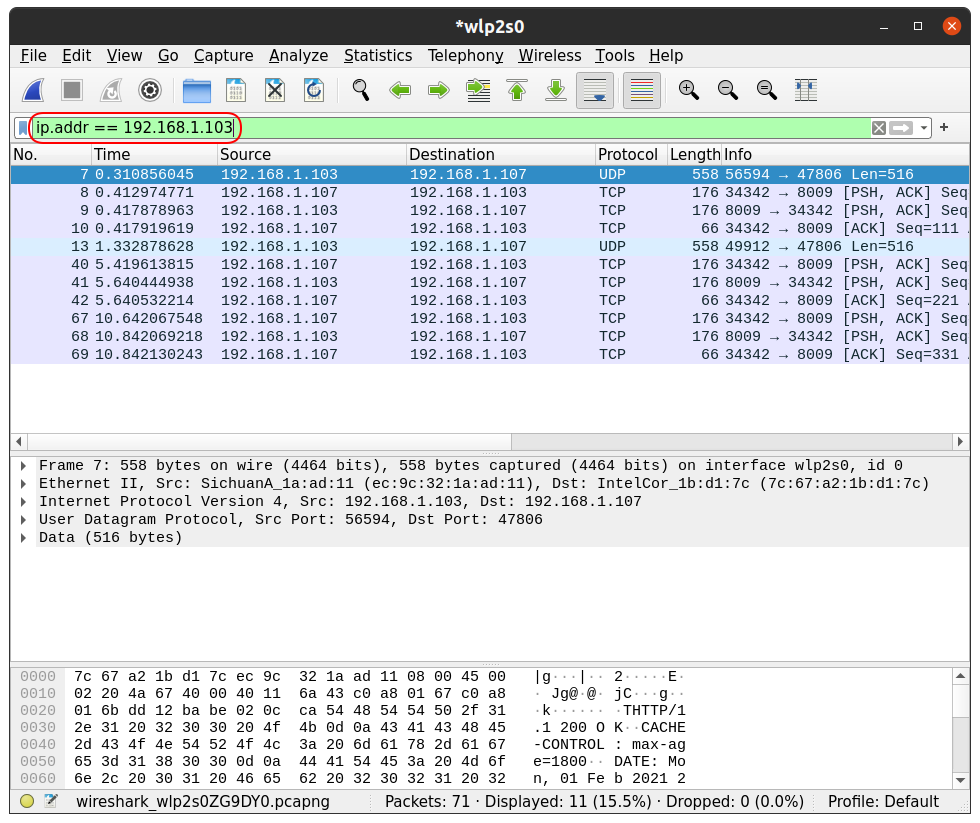 *wlp2s0
File Edit View Go Capture Analyze Statistics Telephony Wireless Tools Help
ip.addr == 192.168.1.103
No. Time Source Destination Protocol Length Info
7 0.310856045 192.168.1.103 192.168.1.107 UDP 558 56594 → 47806 Len=516
8 0.412974771 192.168.1.107 192.168.1.103 TCP 176 34342 → 8009 [PSH, ACK] Seq
9 0.417878963 192.168.1.103 192.168.1.107 TCP 176 8009 → 34342 [PSH, ACK] Seq
10 0.417919619 192.168.1.107 192.168.1.103 TCP 66 34342 → 8009 [ACK] Seq=111
13 1.332878628 192.168.1.103 192.168.1.107 UDP 558 49912 → 47806 Len=516
40 5.419613815 192.168.1.107 192.168.1.103 TCP 176 34342 → 8009 [PSH, ACK] Seq
41 5.640444938 192.168.1.103 192.168.1.107 TCP 176 8009 → 34342 [PSH, ACK] Seq
42 5.640532214 192.168.1.107 192.168.1.103 TCP 66 34342 → 8009 [ACK] Seq=221
67 10.642067548 192.168.1.107 192.168.1.103 TCP 176 34342 → 8009 [PSH, ACK] Seq
68 10.842069218 192.168.1.103 192.168.1.107 TCP 176 8009 → 34342 [PSH, ACK] Seq
69 10.842130243 192.168.1.107 192.168.1.103 TCP 66 34342 → 8009 [ACK] Seq=331
Frame 7: 558 bytes on wire (4464 bits), 558 bytes captured (4464 bits) on interface wlp2s0, id 0
Ethernet II, Src: SichuanA_1a:ad:11 (ec:9c:32:1a:ad:11), Dst: IntelCor_1b:d1:7c (7c:67:a2:1b:d1:7c)
Internet Protocol Version 4, Src: 192.168.1.103, Dst: 192.168.1.107
User Datagram Protocol, Src Port: 56594, Dst Port: 47806
Data (516 bytes)
0000 7c 67 a2 1b d1 7c ec 9c 32 1a ad 11 08 00 45 00 |g···|·· 2·····E·
0010 02 20 4a 67 40 00 40 11 6a 43 c0 a8 01 67 c0 a8 · Jg@·@· jC···g··
0020 01 6b dd 12 ba be 02 0c ca 54 48 54 54 50 2f 31 ·k······ ·THTTP/1
0030 2e 31 20 32 30 30 20 4f 4b 0d 0a 43 41 43 48 45 .1 200 O K··CACHE
0040 2d 43 4f 4e 54 52 4f 4c 3a 20 6d 61 78 2d 61 67 -CONTROL : max-ag
0050 65 3d 31 38 30 30 0d 0a 44 41 54 45 3a 20 4d 6f e=1800·· DATE: Mo
0060 6e 2c 20 30 31 20 46 65 62 20 32 30 32 31 20 32 n, 01 Fe b 2021 2
wireshark_wlp2s0ZG9DY0.pcapng Packets: 71 · Displayed: 11 (15.5%) · Dropped: 0 (0.0%) Profile: Default